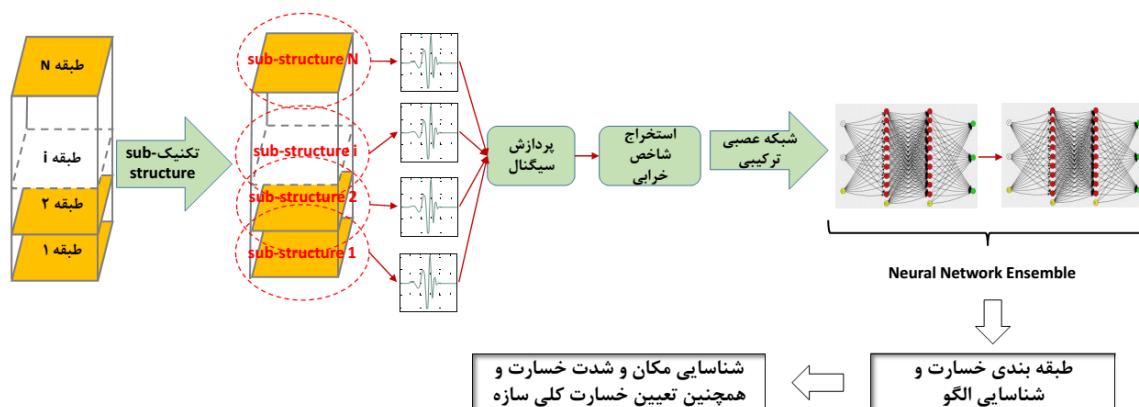 طبقه N
طبقه i
طبقه ۲
طبقه ۱
تکنیک-sub
structure
sub-structure N
sub-structure i
sub-structure 2
sub-structure 1
پردازش
سیگنال
استخراج
شاخص
خرابی
شبکه عصبی
ترکیبی
Neural Network Ensemble
طبقه بندی خسارت و
شناسایی الگو
شناسایی مکان و شدت خسارت و
همچنین تعیین خسارت کلی سازه